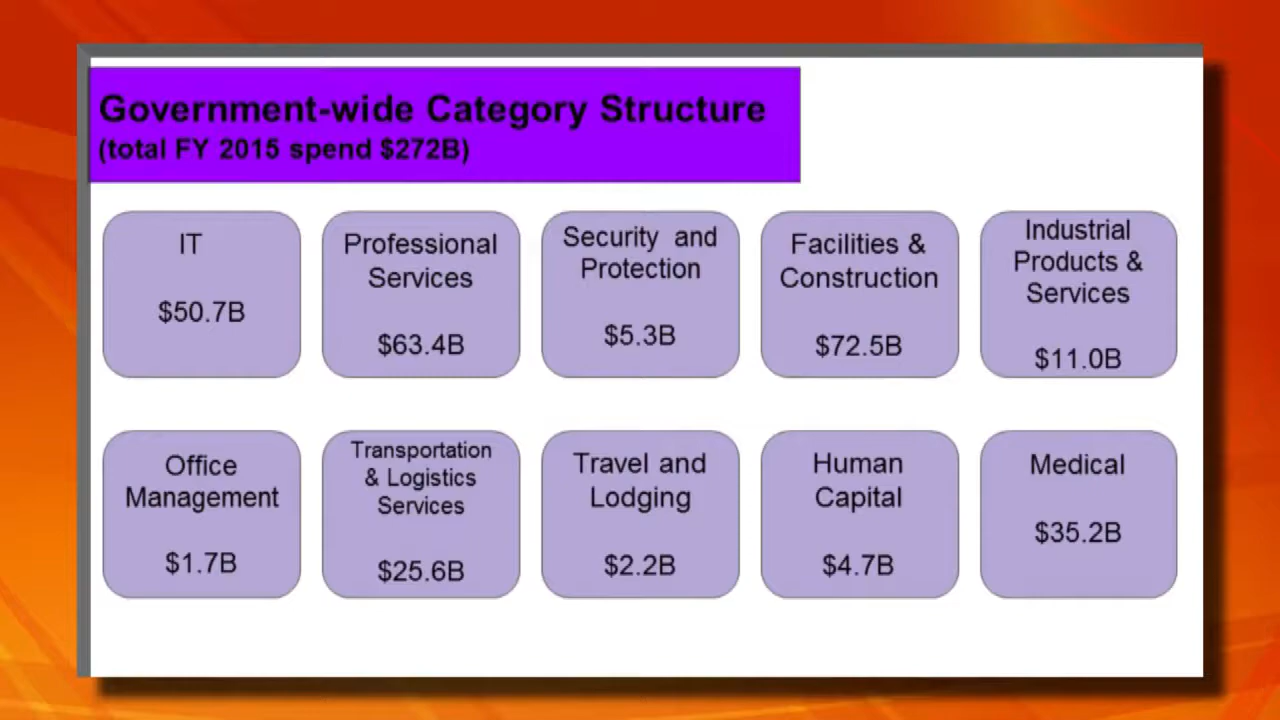 Government-wide Category Structure
(total FY 2015 spend $272B)
IT
$50.7B
Professional
Services
$63.4B
Security and
Protection
$5.3B
Facilities &
Construction
$72.5B
Industrial
Products &
Services
$11.0B
Office
Management
$1.7B
Transportation
& Logistics
Services
$25.6B
Travel and
Lodging
$2.2B
Human
Capital
$4.7B
Medical
$35.2B